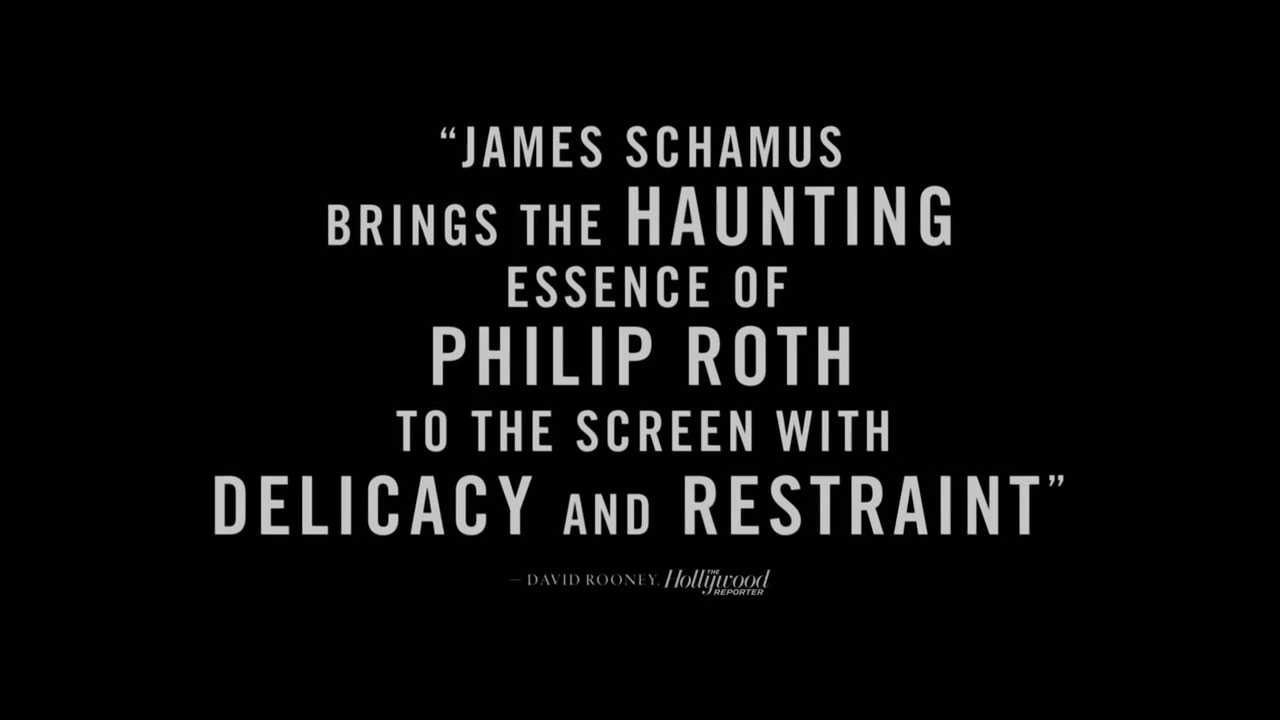 “JAMES SCHAMUS
BRINGS THE HAUNTING
ESSENCE OF
PHILIP ROTH
TO THE SCREEN WITH
DELICACY AND RESTRAINT”
— DAVID ROONEY, THE Hollywood REPORTER